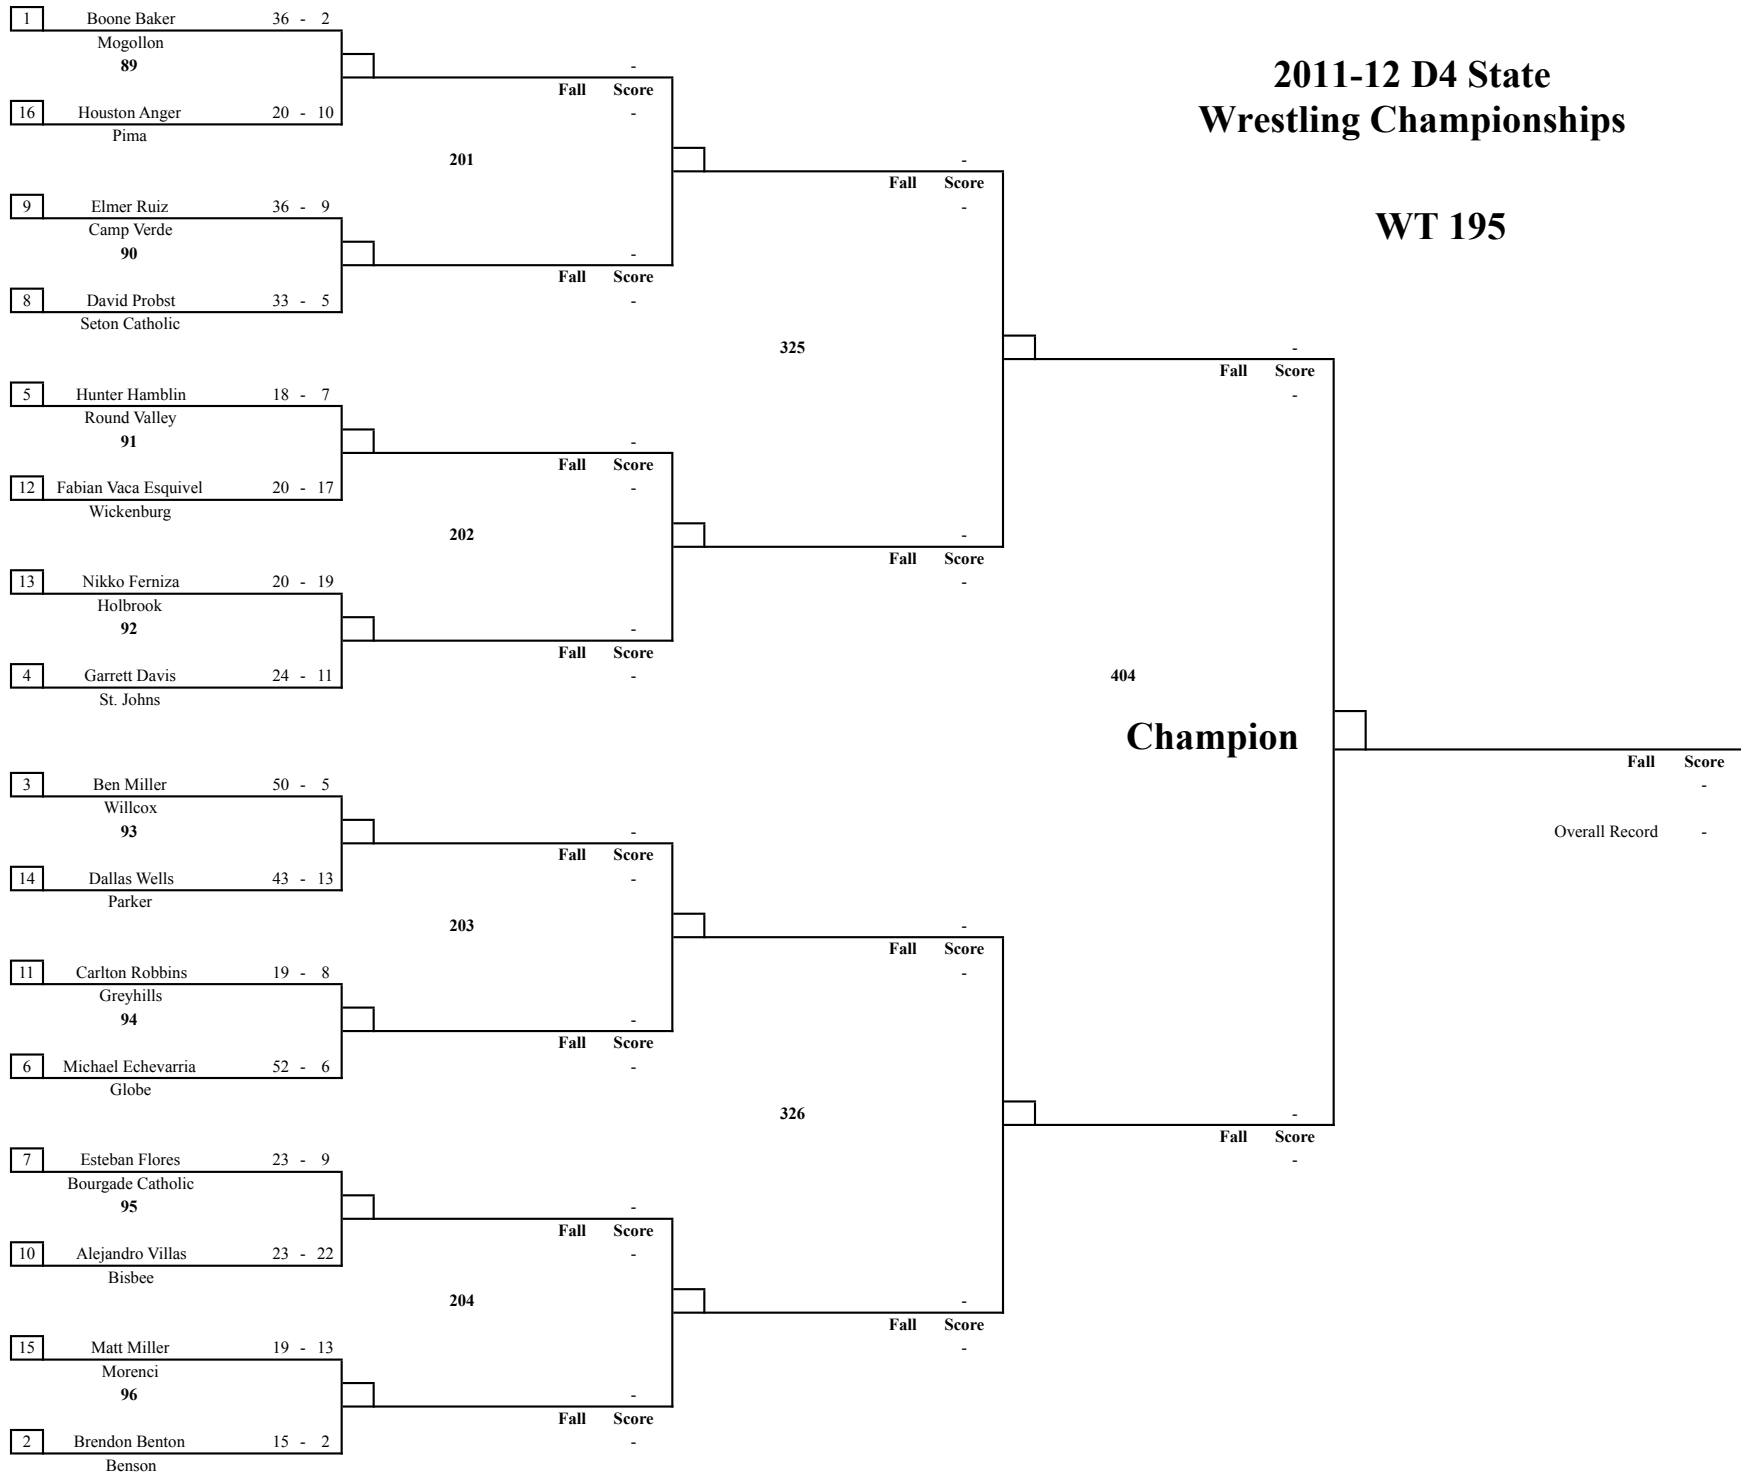 2011-12 D4 State
Wrestling Championships
WT 195
1 Boone Baker 36 - 2
Mogollon
89
-
Fall Score
16 Houston Anger 20 - 10
-
Pima
201
-
Fall Score
9 Elmer Ruiz 36 - 9
-
Camp Verde
90
-
Fall Score
8 David Probst 33 - 5
-
Seton Catholic
325
-
Fall Score
5 Hunter Hamblin 18 - 7
-
Round Valley
91
-
Fall Score
12 Fabian Vaca Esquivel 20 - 17
-
Wickenburg
202
-
Fall Score
13 Nikko Ferniza 20 - 19
-
Holbrook
92
-
Fall Score
4 Garrett Davis 24 - 11
-
404
St. Johns
Champion
Fall Score
3 Ben Miller 50 - 5
-
Willcox
93
-
Overall Record -
Fall Score
14 Dallas Wells 43 - 13
-
Parker
203
-
Fall Score
11 Carlton Robbins 19 - 8
-
Greyhills
94
-
Fall Score
6 Michael Echevarria 52 - 6
-
Globe
326
-
Fall Score
7 Esteban Flores 23 - 9
-
Bourgade Catholic
95
-
Fall Score
10 Alejandro Villas 23 - 22
-
Bisbee
204
-
Fall Score
15 Matt Miller 19 - 13
-
Morenci
96
-
Fall Score
2 Brendon Benton 15 - 2
-
Benson